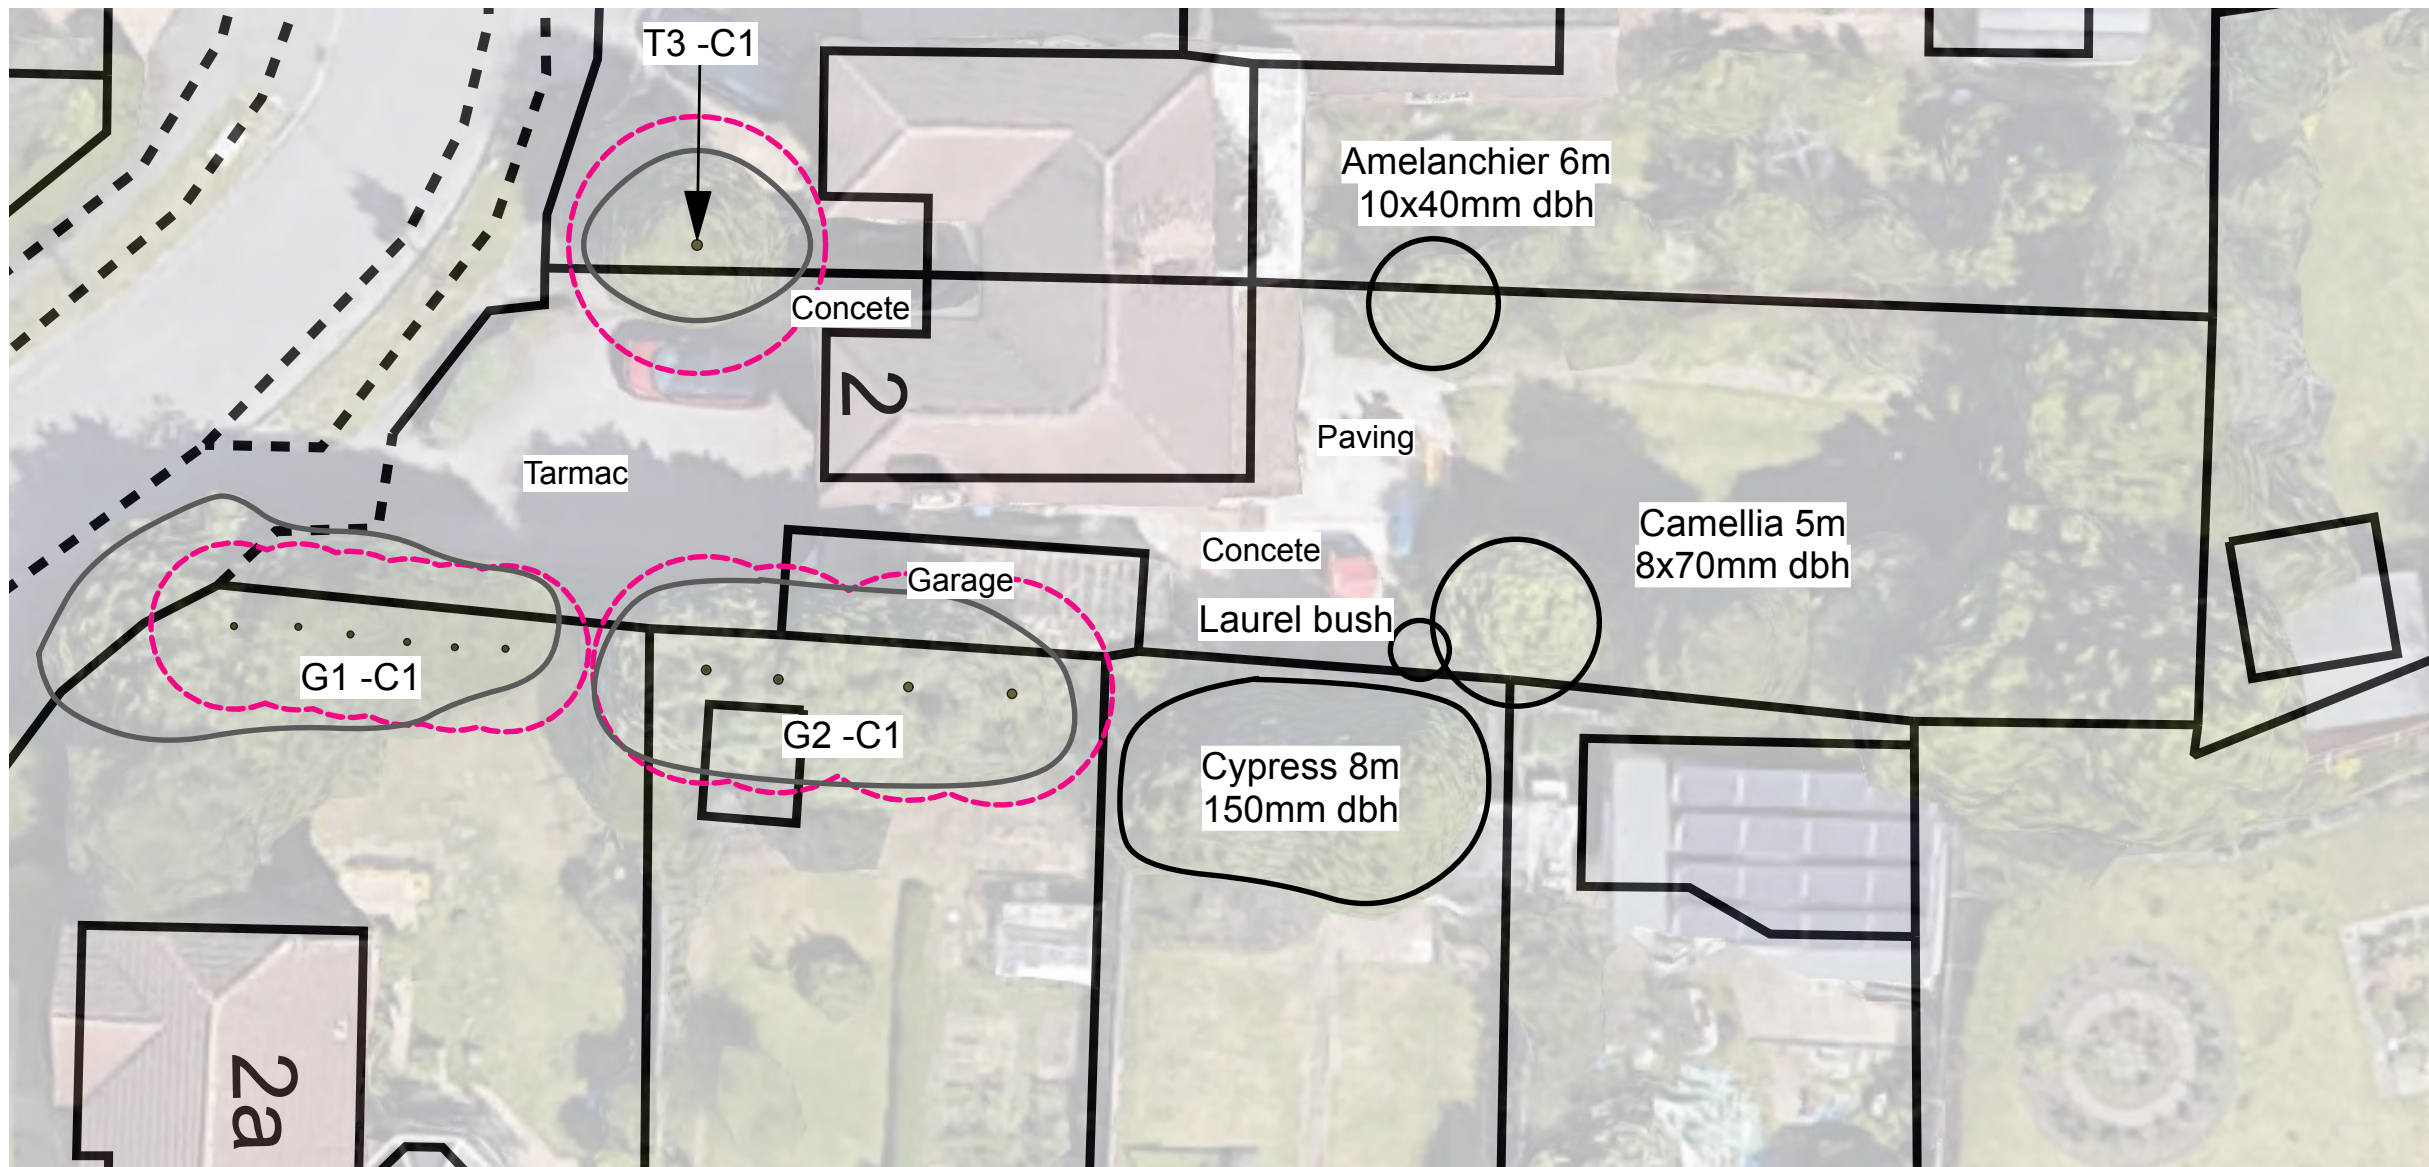 T3 -C1
Amelanchier 6m
10x40mm dbh
Concete
2
Paving
Tarmac
Camellia 5m
8x70mm dbh
Concete
Garage
Laurel bush
G1 -C1
G2 -C1
Cypress 8m
150mm dbh
2a